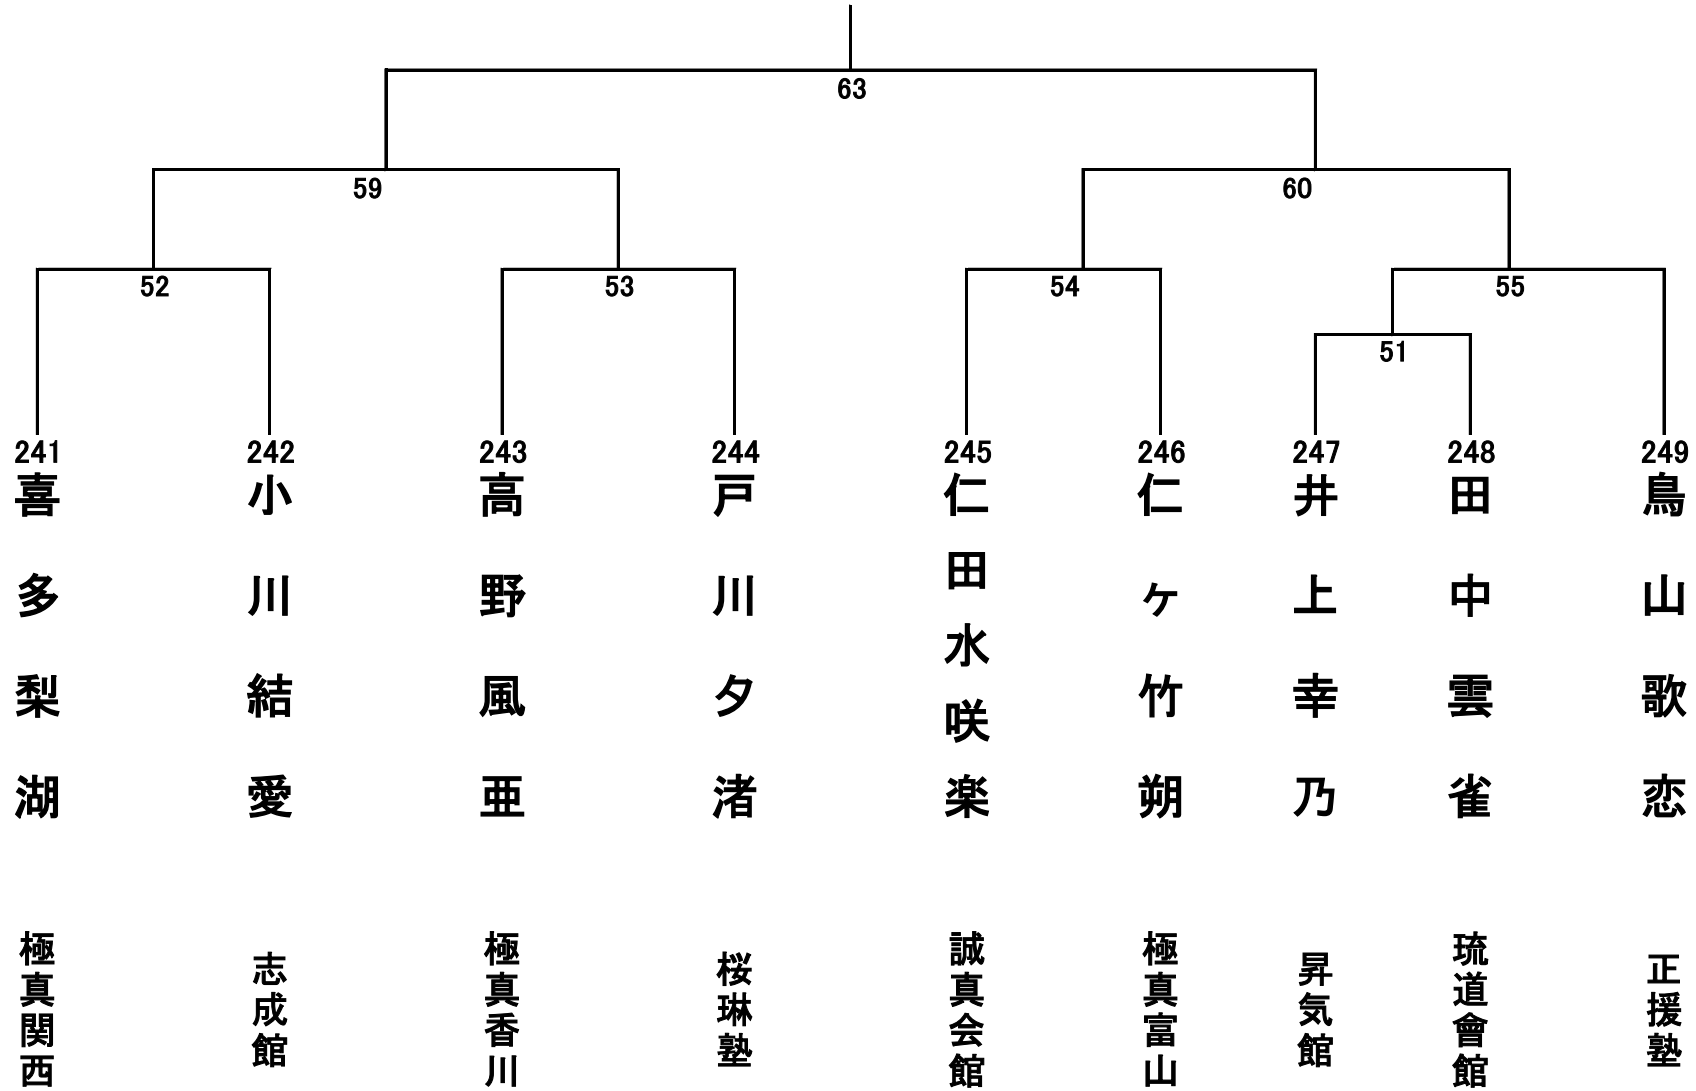 63
59
60
52
53
54
55
51
241
242
243
244
245
246
247
248
249
喜多梨湖
小川結愛
高野風亜
戸川夕渚
仁田水咲楽
仁ヶ竹朔
井上幸乃
田中雲雀
鳥山歌恋
極真関西
志成館
極真香川
桜琳塾
誠真会館
極真富山
昇気館
琉道會館
正援塾